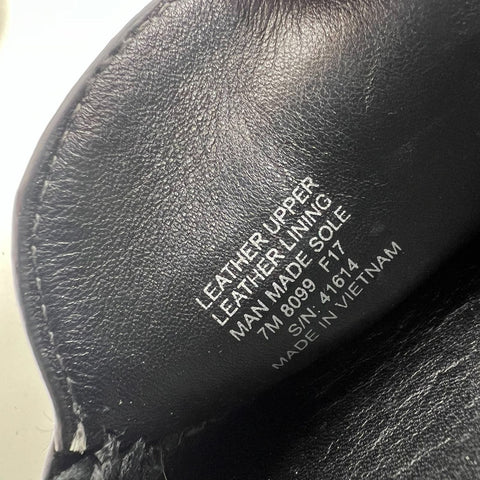 LEATHER UPPER
LEATHER LINING
MAN MADE SOLE
7M 8099 F17
S/N: 41614
MADE IN VIETNAM